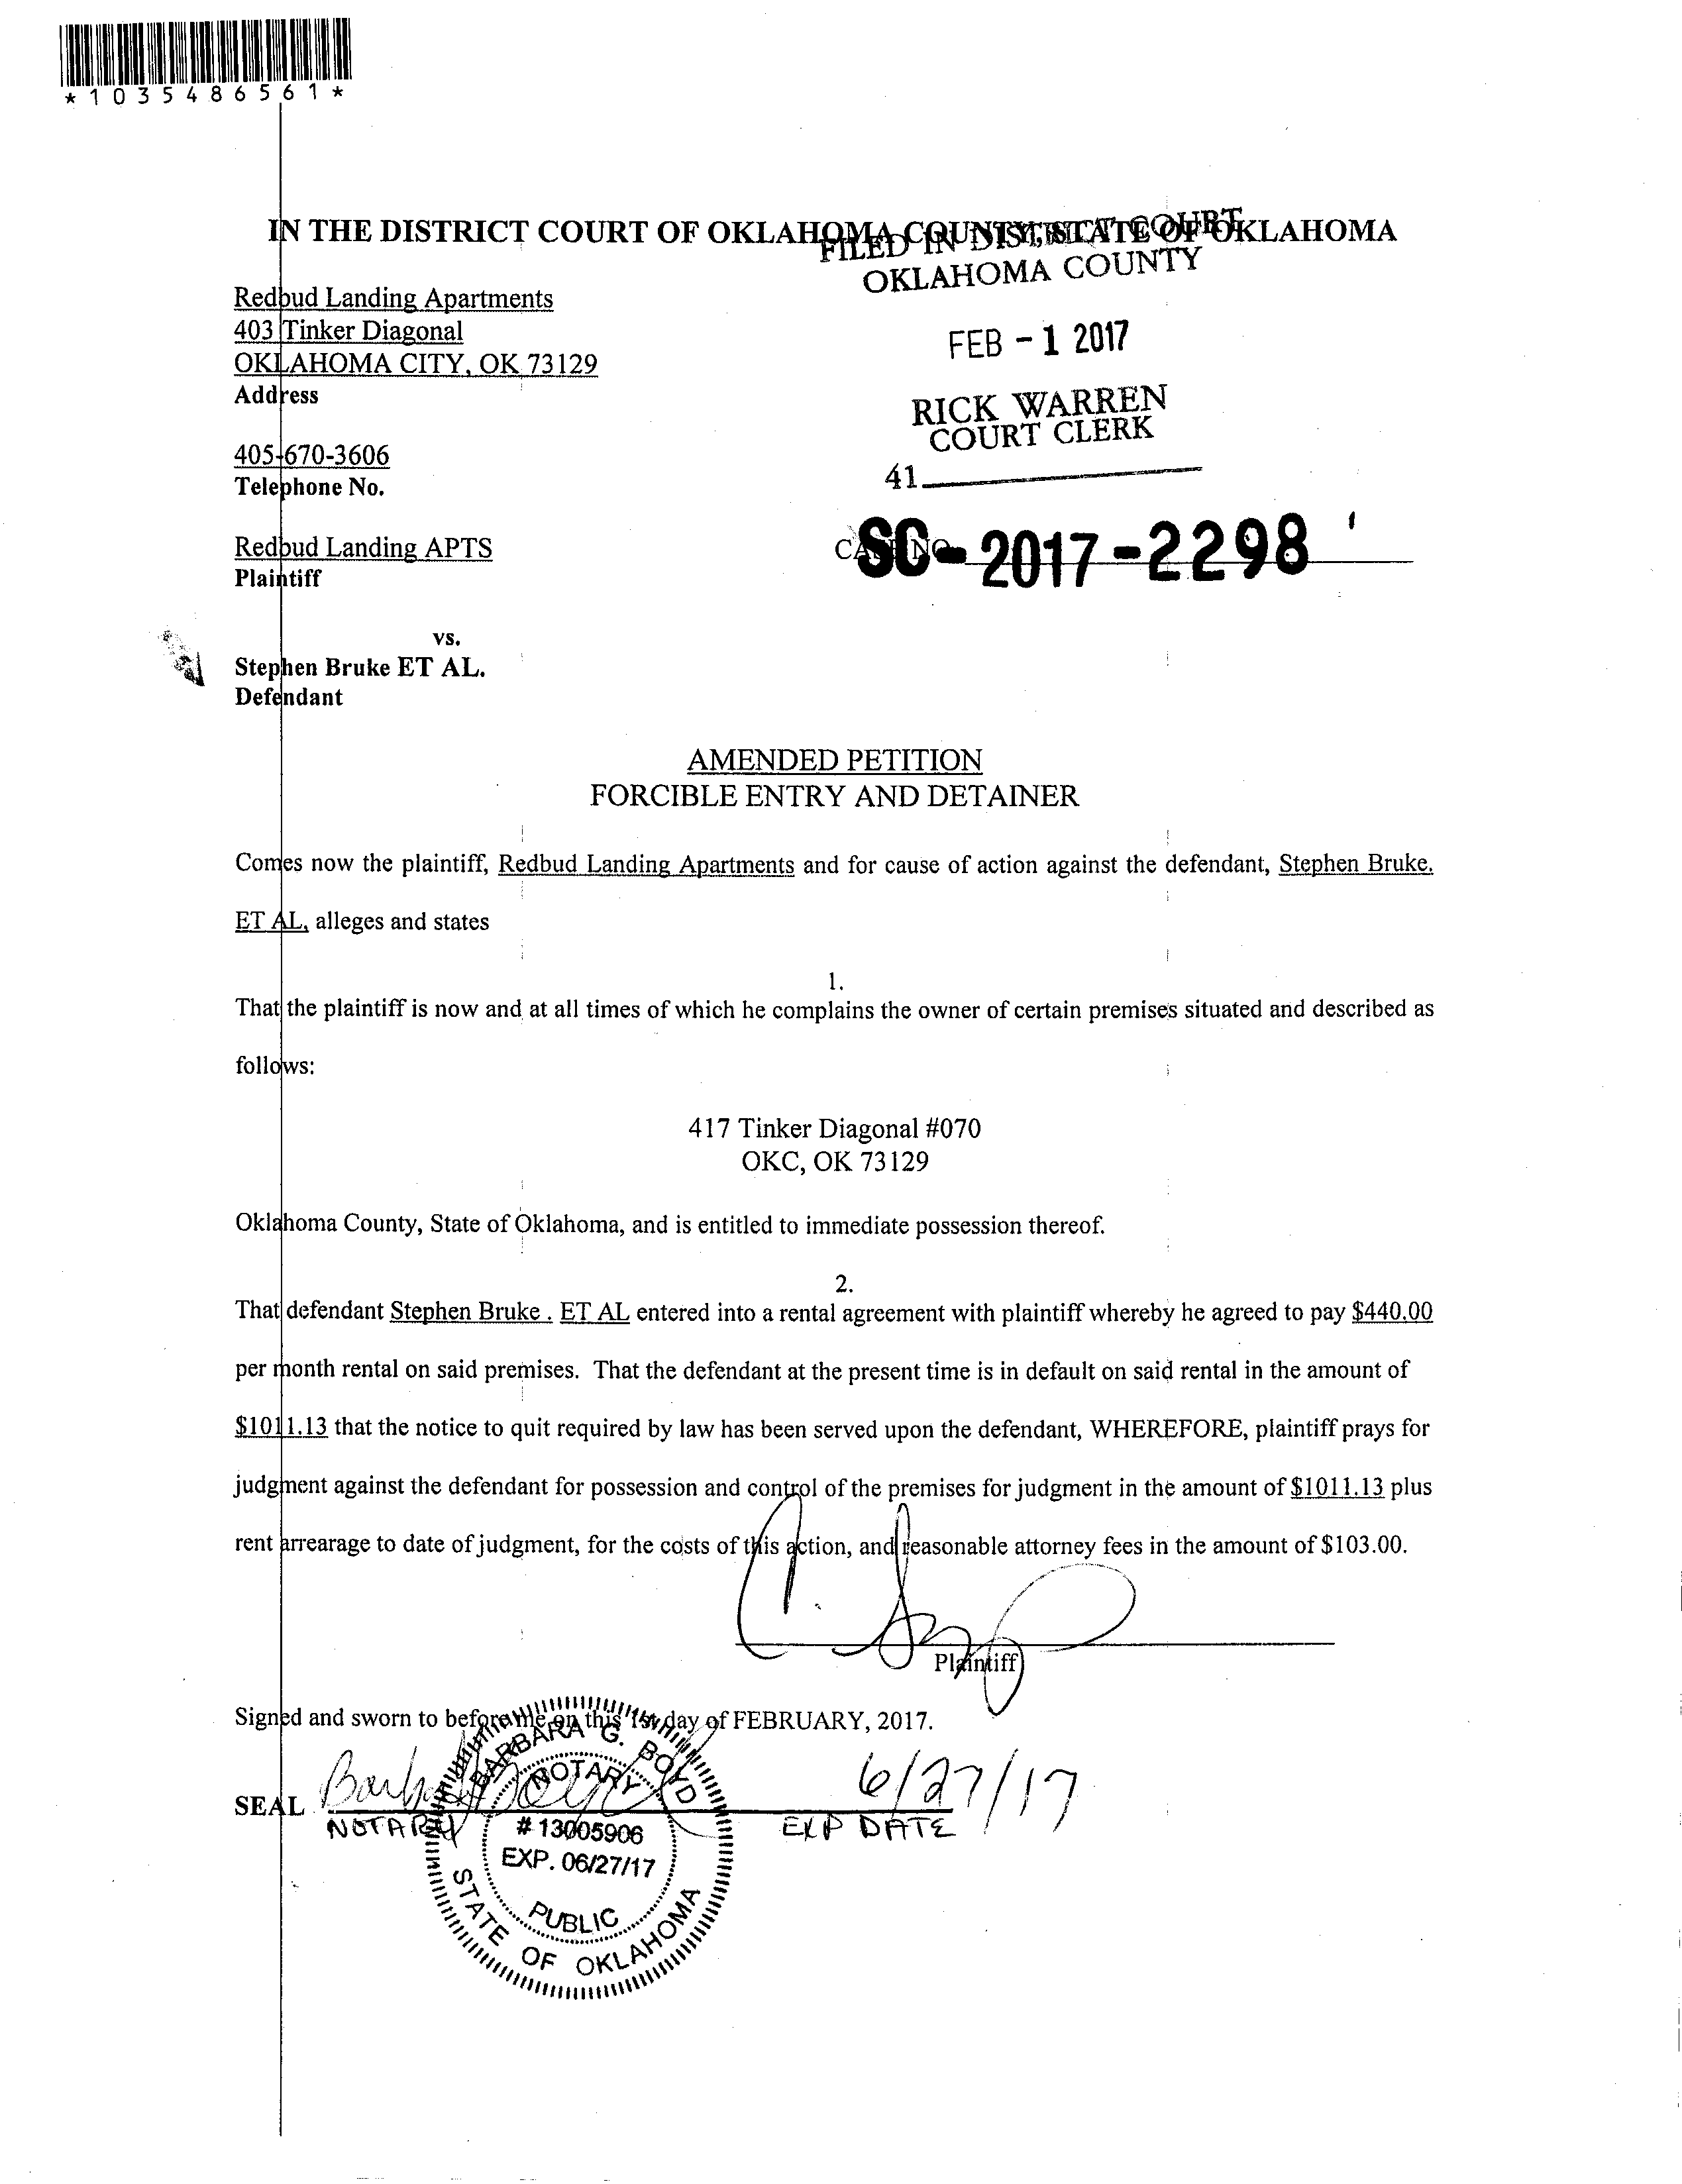 *1035486561*
IN THE DISTRICT COURT OF OKLAHOMA COUNTY, STATE OF OKLAHOMA
FILED IN DISTRICT COURT
OKLAHOMA COUNTY
FEB - 1 2017
RICK WARREN
COURT CLERK
41
Redbud Landing Apartments
403 Tinker Diagonal
OKLAHOMA CITY, OK 73129
Address
405-670-3606
Telephone No.
Redbud Landing APTS
Plaintiff
CASE NO.
SC-2017-2298
vs.
Stephen Bruke ET AL.
Defendant
AMENDED PETITION
FORCIBLE ENTRY AND DETAINER
Comes now the plaintiff, Redbud Landing Apartments and for cause of action against the defendant, Stephen Bruke.
ET AL, alleges and states
1.
That the plaintiff is now and at all times of which he complains the owner of certain premises situated and described as
follows:
417 Tinker Diagonal #070
OKC, OK 73129
Oklahoma County, State of Oklahoma, and is entitled to immediate possession thereof.
2.
That defendant Stephen Bruke . ET AL entered into a rental agreement with plaintiff whereby he agreed to pay $440.00
per month rental on said premises. That the defendant at the present time is in default on said rental in the amount of
$1011.13 that the notice to quit required by law has been served upon the defendant, WHEREFORE, plaintiff prays for
judgment against the defendant for possession and control of the premises for judgment in the amount of $1011.13 plus
rent arrearage to date of judgment, for the costs of this action, and reasonable attorney fees in the amount of $103.00.
Plaintiff
Signed and sworn to before me on this 1st day of FEBRUARY, 2017.
SEAL
6/27/17
NOTARY
EXP DATE
BARBARA G. BOYD
NOTARY
# 13005906
EXP. 06/27/17
PUBLIC
STATE OF OKLAHOMA